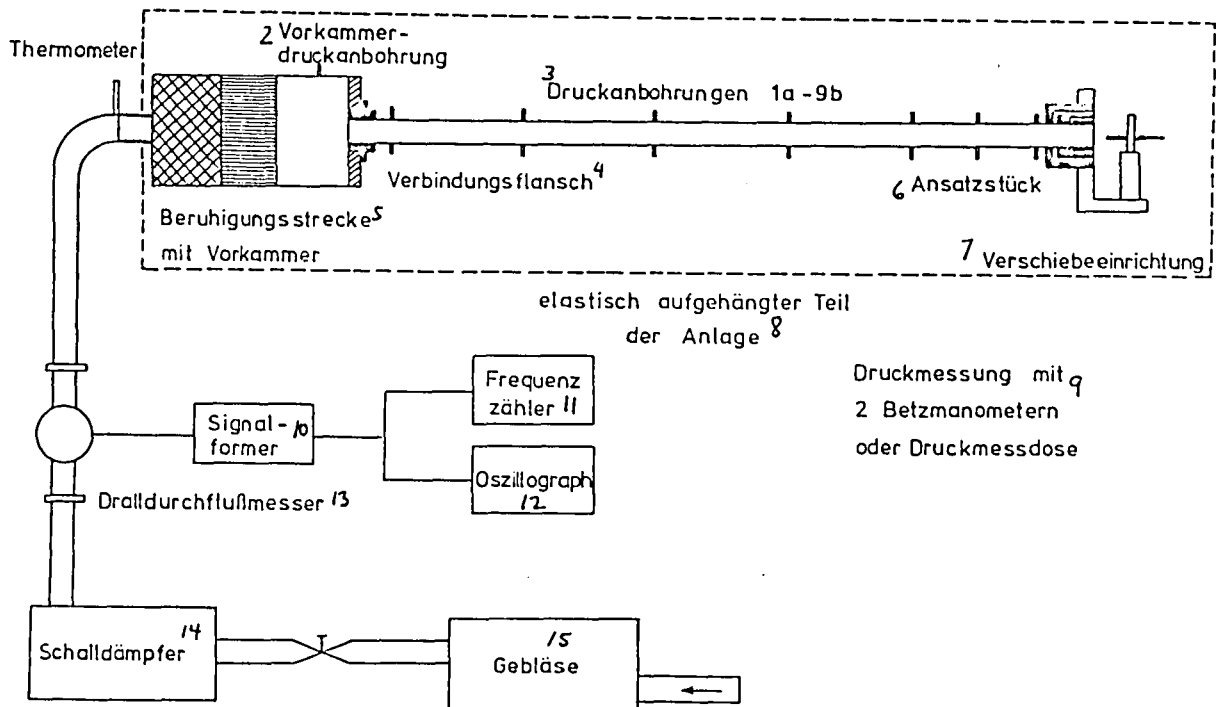 2 Vorkammer-
druckanbohrung
Thermometer
3 Druckanbohrungen 1a - 9b
Verbindungsflansch 4
6 Ansatzstück
Beruhigungsstrecke 5
mit Vorkammer
7 Verschiebeeinrichtung
elastisch aufgehängter Teil
der Anlage 8
Druckmessung mit 9
2 Betzmanometern
oder Druckmessdose
Frequenz
zähler 11
Signal- 10
former
Oszillograph
12
Dralldurchflußmesser 13
Schalldämpfer 14
15
Gebläse